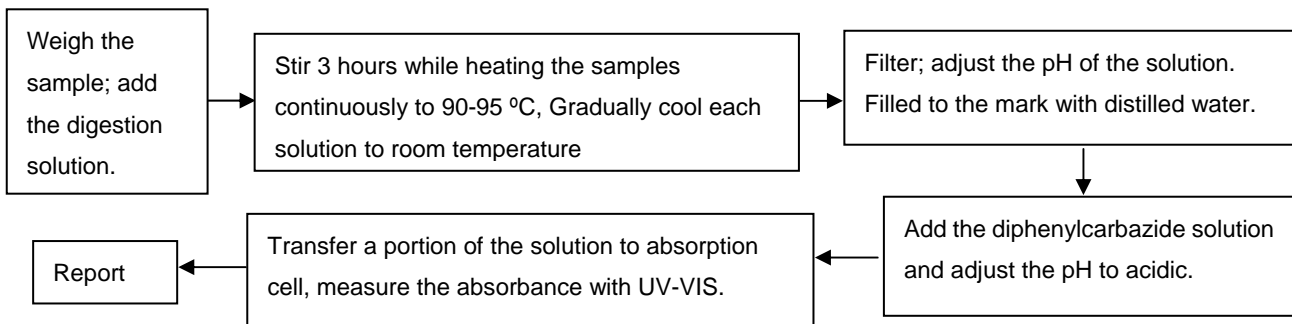 Weigh the
sample; add
the digestion
solution.
Stir 3 hours while heating the samples
continuously to 90-95 ⁰C, Gradually cool each
solution to room temperature
Filter; adjust the pH of the solution.
Filled to the mark with distilled water.
Add the diphenylcarbazide solution
and adjust the pH to acidic.
Transfer a portion of the solution to absorption
cell, measure the absorbance with UV-VIS.
Report